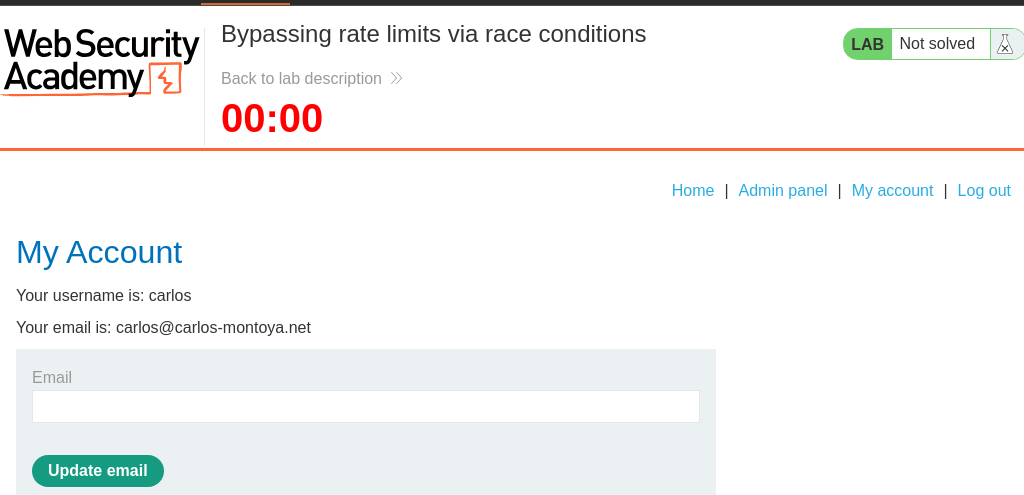 Web Security
Academy
Bypassing rate limits via race conditions
Back to lab description
00:00
LAB Not solved
Home | Admin panel | My account | Log out
My Account
Your username is: carlos
Your email is: carlos@carlos-montoya.net
Email
Update email